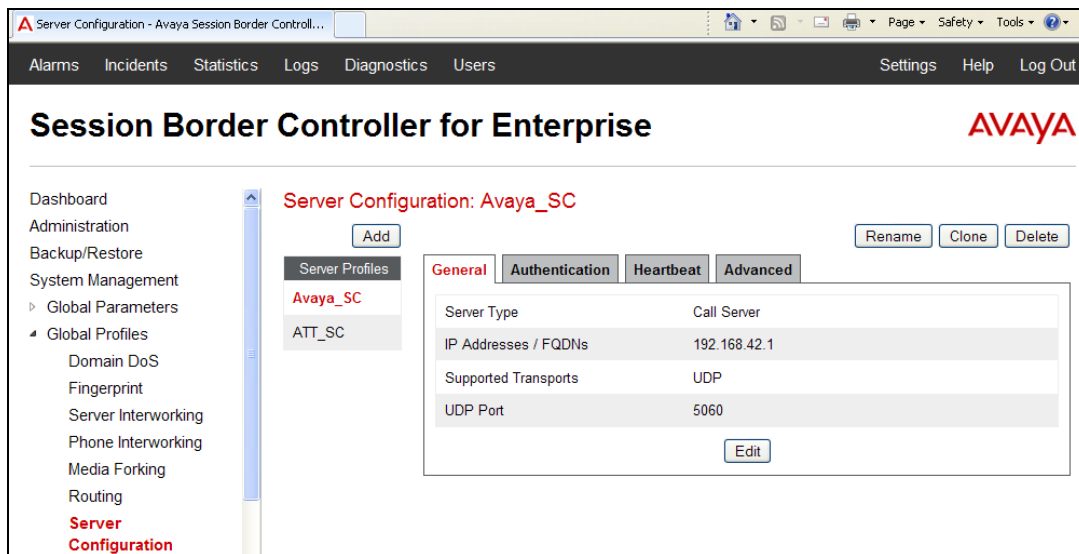 Server Configuration - Avaya Session Border Controll...
Page Safety Tools
Alarms Incidents Statistics Logs Diagnostics Users Settings Help Log Out
Session Border Controller for Enterprise
AVAYA
Dashboard
Administration
Backup/Restore
System Management
Global Parameters
Global Profiles
Domain DoS
Fingerprint
Server Interworking
Phone Interworking
Media Forking
Routing
Server
Configuration
Server Configuration: Avaya_SC
Add
Rename Clone Delete
Server Profiles
Avaya_SC
ATT_SC
General Authentication Heartbeat Advanced
Server Type Call Server
IP Addresses / FQDNs 192.168.42.1
Supported Transports UDP
UDP Port 5060
Edit